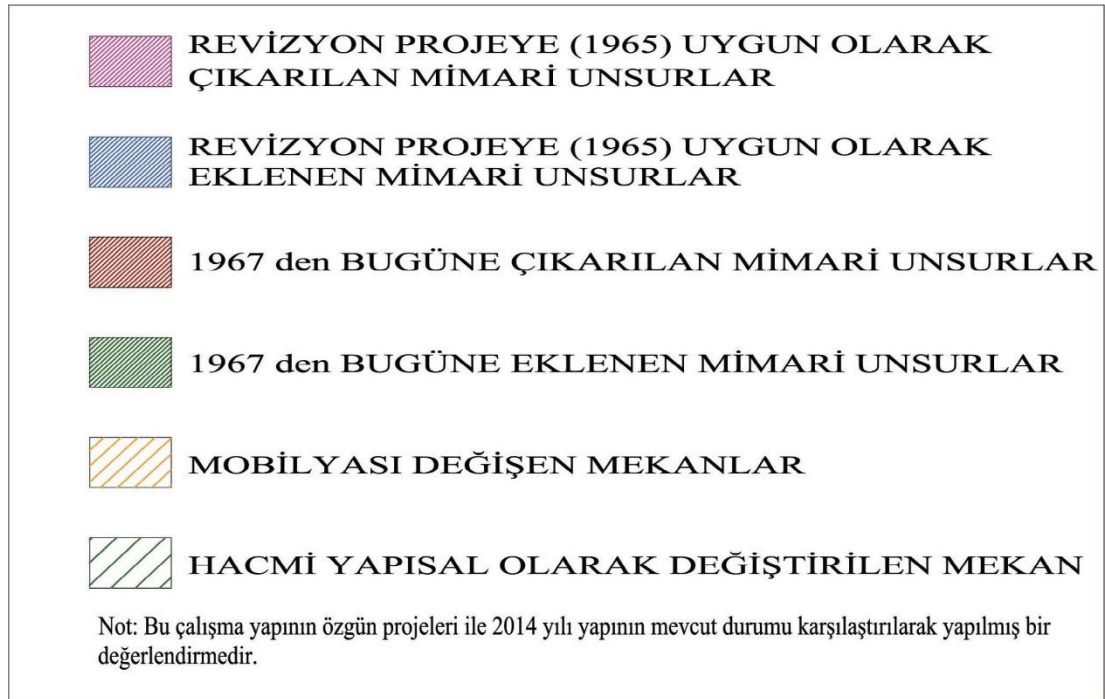 REVİZYON PROJEYE (1965) UYGUN OLARAK
ÇIKARILAN MİMARİ UNSURLAR
REVİZYON PROJEYE (1965) UYGUN OLARAK
EKLENEN MİMARİ UNSURLAR
1967 den BUGÜNE ÇIKARILAN MİMARİ UNSURLAR
1967 den BUGÜNE EKLENEN MİMARİ UNSURLAR
MOBİLYASI DEĞİŞEN MEKANLAR
HACMİ YAPISAL OLARAK DEĞİŞTİRİLEN MEKAN
Not: Bu çalışma yapının özgün projeleri ile 2014 yılı yapının mevcut durumu karşılaştırılarak yapılmış bir
değerlendirmedir.